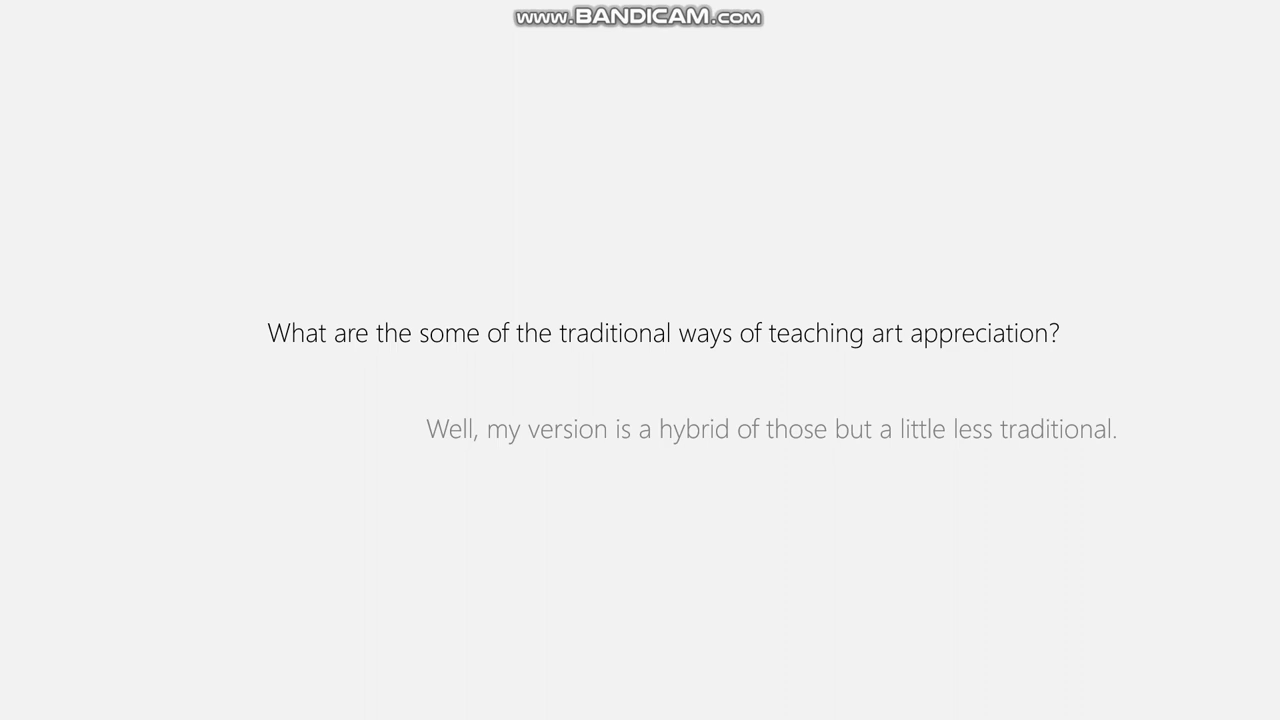 www.BANDICAM.com
What are the some of the traditional ways of teaching art appreciation?
Well, my version is a hybrid of those but a little less traditional.